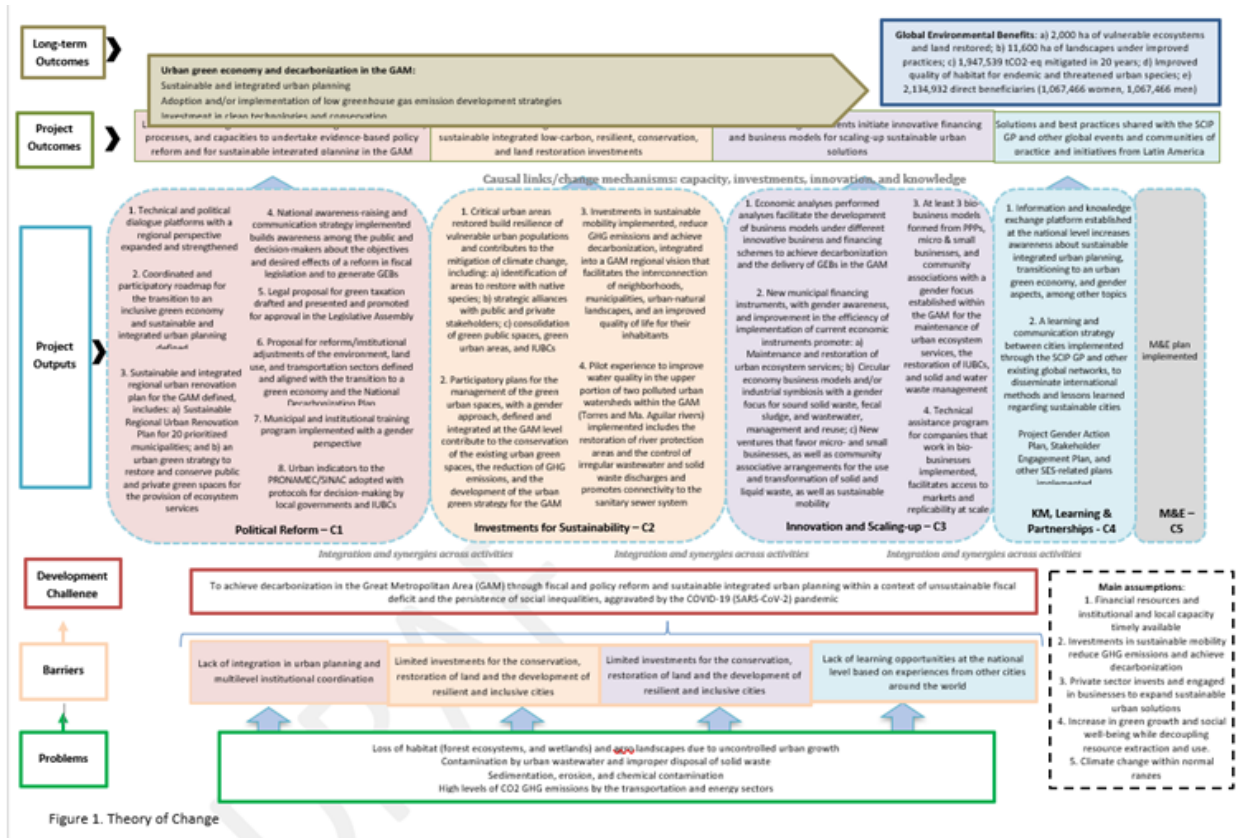 Long-term
Outcomes
Urban green economy and decarbonization in the GAM:
Sustainable and integrated urban planning
Adoption and/or implementation of low greenhouse gas emission development strategies
Investment in clean technologies and conservation
Global Environmental Benefits: a) 2,000 ha of vulnerable ecosystems
and land restored; b) 11,600 ha of landscapes under improved
practices; c) 1,947,539 tCO2-eq mitigated in 20 years; d) Improved
quality of habitat for endemic and threatened urban species; e)
2,134,932 direct beneficiaries (1,067,466 women, 1,067,466 men)
Project
Outcomes
processes, and capacities to undertake evidence-based policy
reform and for sustainable integrated planning in the GAM
sustainable integrated low-carbon, resilient, conservation,
and land restoration investments
initiate innovative financing
and business models for scaling-up sustainable urban
solutions
Solutions and best practices shared with the SCIP
GP and other global events and communities of
practice and initiatives from Latin America
Causal links/change mechanisms: capacity, investments, innovation, and knowledge
Project
Outputs
1. Technical and political
dialogue platforms with a
regional perspective
expanded and strengthened
2. Coordinated and
participatory roadmap for
the transition to an
inclusive green economy
and sustainable and
integrated urban planning
defined
3. Sustainable and integrated
regional urban renovation
plan for the GAM defined,
includes: a) Sustainable
Regional Urban Renovation
Plan for 20 prioritized
municipalities; and b) an
urban green strategy to
restore and conserve public
and private green spaces for
the provision of ecosystem
services
4. National awareness-raising and
communication strategy implemented
builds awareness among the public and
decision-makers about the objectives
and desired effects of a reform in fiscal
legislation and to generate GEBs
5. Legal proposal for green taxation
drafted and presented and promoted
for approval in the Legislative Assembly
6. Proposal for reforms/institutional
adjustments of the environment, land
use, and transportation sectors defined
and aligned with the transition to a
green economy and the National
Decarbonization Plan
7. Municipal and institutional training
program implemented with a gender
perspective
8. Urban indicators to the
PRONAMEC/SINAC adopted with
protocols for decision-making by
local governments and IUBCs
Political Reform – C1
1. Critical urban areas
restored build resilience of
vulnerable urban populations
and contributes to the
mitigation of climate change,
including: a) identification of
areas to restore with native
species; b) strategic alliances
with public and private
stakeholders; c) consolidation
of green public spaces, green
urban areas, and IUBCs
2. Participatory plans for the
management of the green
urban spaces, with a gender
approach, defined and
integrated at the GAM level
contribute to the conservation
of the existing urban green
spaces, the reduction of GHG
emissions, and the
development of the urban
green strategy for the GAM
3. Investments in sustainable
mobility implemented, reduce
GHG emissions and achieve
decarbonization, integrated
into a GAM regional vision that
facilitates the interconnection
of neighborhoods,
municipalities, urban-natural
landscapes, and an improved
quality of life for their
inhabitants
4. Pilot experience to improve
water quality in the upper
portion of two polluted urban
watersheds within the GAM
(Torres and Ma. Aguilar rivers)
implemented includes the
restoration of river protection
areas and the control of
irregular wastewater and solid
waste discharges and
promotes connectivity to the
sanitary sewer system
Investments for Sustainability – C2
1. Economic analyses performed
analyses facilitate the development
of business models under different
innovative business and financing
schemes to achieve decarbonization
and the delivery of GEBs in the GAM
2. New municipal financing
instruments, with gender awareness,
and improvement in the efficiency of
implementation of current economic
instruments promote: a)
Maintenance and restoration of
urban ecosystem services; b) Circular
economy business models and/or
industrial symbiosis with a gender
focus for sound solid waste, fecal
sludge, and wastewater,
management and reuse; c) New
ventures that favor micro- and small
businesses, as well as community
associative arrangements for the use
and transformation of solid and
liquid waste, as well as sustainable
mobility
3. At least 3 bio-
business models
formed from PPPs,
micro & small
businesses, and
community
associations with a
gender focus
established within
the GAM for the
maintenance of
urban ecosystem
services, the
restoration of IUBCs,
and solid and water
waste management
4. Technical
assistance program
for companies that
work in bio-
businesses
implemented,
facilitates access to
markets and
replicability at scale
Innovation and Scaling-up – C3
1. Information and knowledge
exchange platform established
at the national level increases
awareness about sustainable
integrated urban planning,
transitioning to an urban
green economy, and gender
aspects, among other topics
2. A learning and
communication strategy
between cities implemented
through the SCIP GP and other
existing global networks, to
disseminate international
methods and lessons learned
regarding sustainable cities
Project Gender Action
Plan, Stakeholder
Engagement Plan, and
other SES-related plans
implemented
KM, Learning &
Partnerships - C4
M&E plan
implemented
M&E –
C5
Integration and synergies across activities
Integration and synergies across activities
Integration and synergies across activities
Development
Challenge
To achieve decarbonization in the Great Metropolitan Area (GAM) through fiscal and policy reform and sustainable integrated urban planning within a context of unsustainable fiscal
deficit and the persistence of social inequalities, aggravated by the COVID-19 (SARS-CoV-2) pandemic
Barriers
Lack of integration in urban planning and
multilevel institutional coordination
Limited investments for the conservation,
restoration of land and the development of
resilient and inclusive cities
Limited investments for the conservation,
restoration of land and the development of
resilient and inclusive cities
Lack of learning opportunities at the national
level based on experiences from other cities
around the world
Problems
Loss of habitat (forest ecosystems, and wetlands) and agro landscapes due to uncontrolled urban growth
Contamination by urban wastewater and improper disposal of solid waste
Sedimentation, erosion, and chemical contamination
High levels of CO2 GHG emissions by the transportation and energy sectors
Main assumptions:
1. Financial resources and
institutional and local capacity
timely available
2. Investments in sustainable mobility
reduce GHG emissions and achieve
decarbonization
3. Private sector invests and engaged
in businesses to expand sustainable
urban solutions
4. Increase in green growth and social
well-being while decoupling
resource extraction and use.
5. Climate change within normal
ranges
Figure 1. Theory of Change